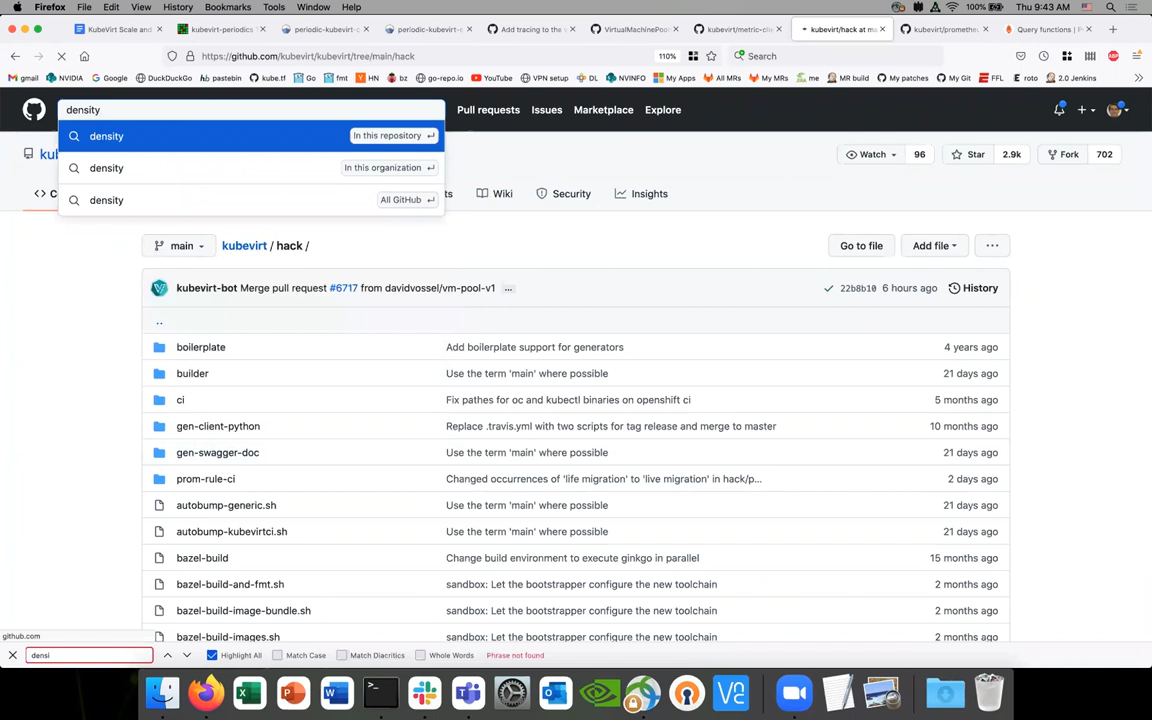 Firefox File Edit View History Bookmarks Tools Window Help 100% Thu 9:43 AM
KubeVirt Scale and kubevirt-periodics periodic-kubevirt-c periodic-kubevirt-c Add tracing to the v VirtualMachinePool kubevirt/metric-cli kubevirt/hack at ma kubevirt/prometheu Query functions | P
https://github.com/kubevirt/kubevirt/tree/main/hack 110% Search
gmail NVIDIA Google DuckDuckGo pastebin kube.tf Go fmt HN bz go-repo.io YouTube VPN setup DL NVINFO My Apps All MRs My MRs me MR build My patches My Git FFL roto 2.0 Jenkins
density Pull requests Issues Marketplace Explore
density In this repository
density In this organization
density All GitHub
kub Watch 96 Star 2.9k Fork 702
C ts Wiki Security Insights
main kubevirt / hack / Go to file Add file
kubevirt-bot Merge pull request #6717 from davidvossel/vm-pool-v1 ... 22b8b10 6 hours ago History
..
boilerplate Add boilerplate support for generators 4 years ago
builder Use the term 'main' where possible 21 days ago
ci Fix pathes for oc and kubectl binaries on openshift ci 5 months ago
gen-client-python Replace .travis.yml with two scripts for tag release and merge to master 10 months ago
gen-swagger-doc Use the term 'main' where possible 21 days ago
prom-rule-ci Changed occurrences of 'life migration' to 'live migration' in hack/p... 2 days ago
autobump-generic.sh Use the term 'main' where possible 21 days ago
autobump-kubevirtci.sh Use the term 'main' where possible 21 days ago
bazel-build Change build environment to execute ginkgo in parallel 15 months ago
bazel-build-and-fmt.sh sandbox: Let the bootstrapper configure the new toolchain 2 months ago
bazel-build-image-bundle.sh sandbox: Let the bootstrapper configure the new toolchain 2 months ago
bazel-build-images.sh sandbox: Let the bootstrapper configure the new toolchain 2 months ago
github.com
densi Highlight All Match Case Match Diacritics Whole Words Phrase not found